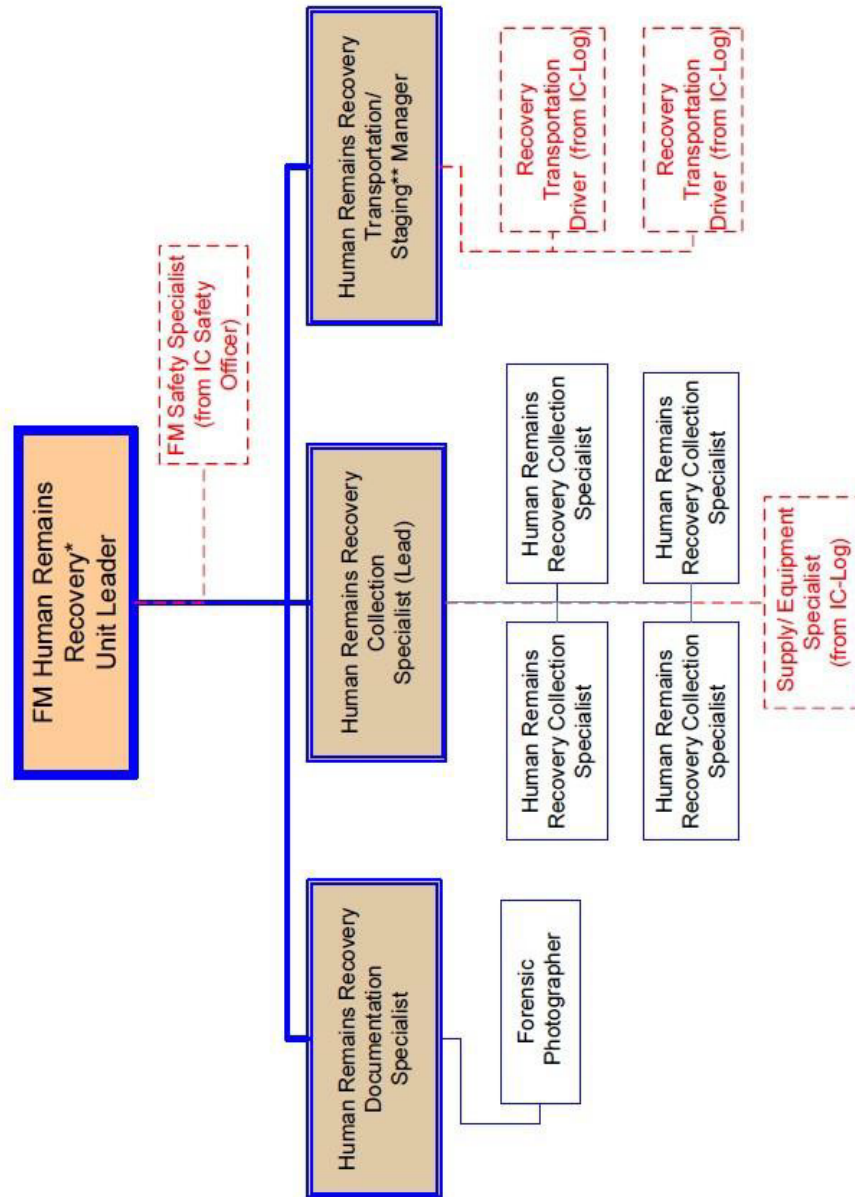 FM Human Remains
Recovery*
Unit Leader
FM Safety Specialist
(from IC Safety
Officer)
Human Remains Recovery
Documentation
Specialist
Human Remains Recovery
Collection
Specialist (Lead)
Human Remains Recovery
Transportation/
Staging** Manager
Forensic
Photographer
Human Remains
Recovery Collection
Specialist
Human Remains
Recovery Collection
Specialist
Recovery
Transportation
Driver (from IC-Log)
Human Remains
Recovery Collection
Specialist
Human Remains
Recovery Collection
Specialist
Recovery
Transportation
Driver (from IC-Log)
Supply/ Equipment
Specialist
(from IC-Log)